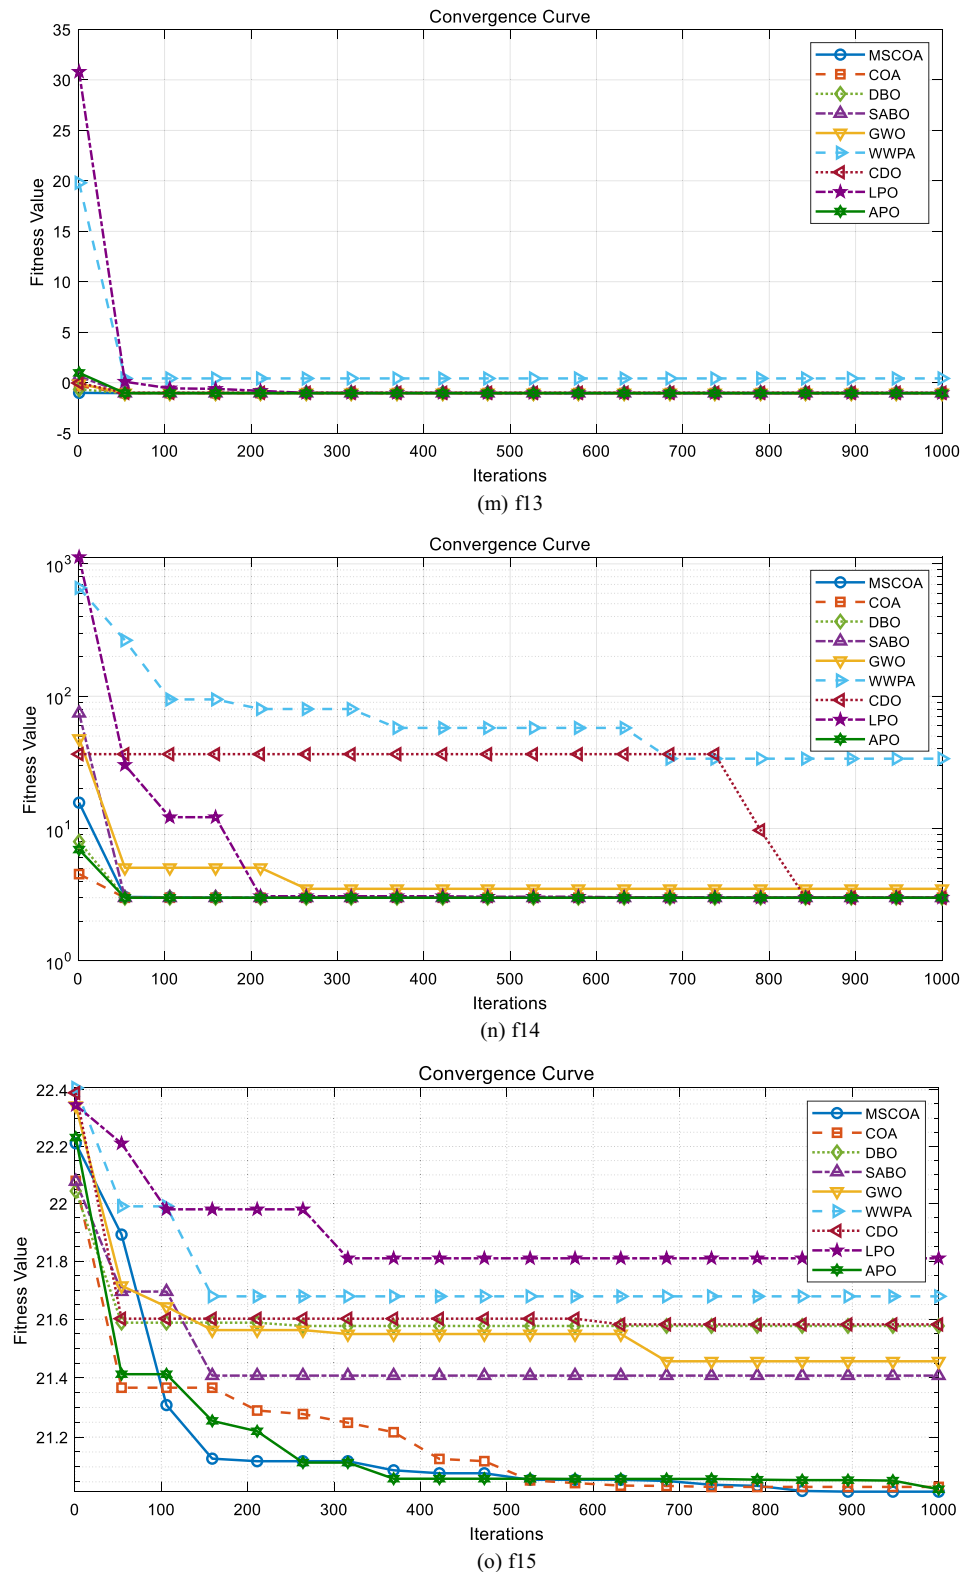 Convergence Curve
35
30
25
20
15
10
5
0
-5
Fitness Value
MSCOA
COA
DBO
SABO
GWO
WWPA
CDO
LPO
APO
0 100 200 300 400 500 600 700 800 900 1000
Iterations
(m) f13
Convergence Curve
10^3
10^2
10^1
10^0
Fitness Value
MSCOA
COA
DBO
SABO
GWO
WWPA
CDO
LPO
APO
0 100 200 300 400 500 600 700 800 900 1000
Iterations
(n) f14
Convergence Curve
22.4
22.2
22
21.8
21.6
21.4
21.2
Fitness Value
MSCOA
COA
DBO
SABO
GWO
WWPA
CDO
LPO
APO
0 100 200 300 400 500 600 700 800 900 1000
Iterations
(o) f15